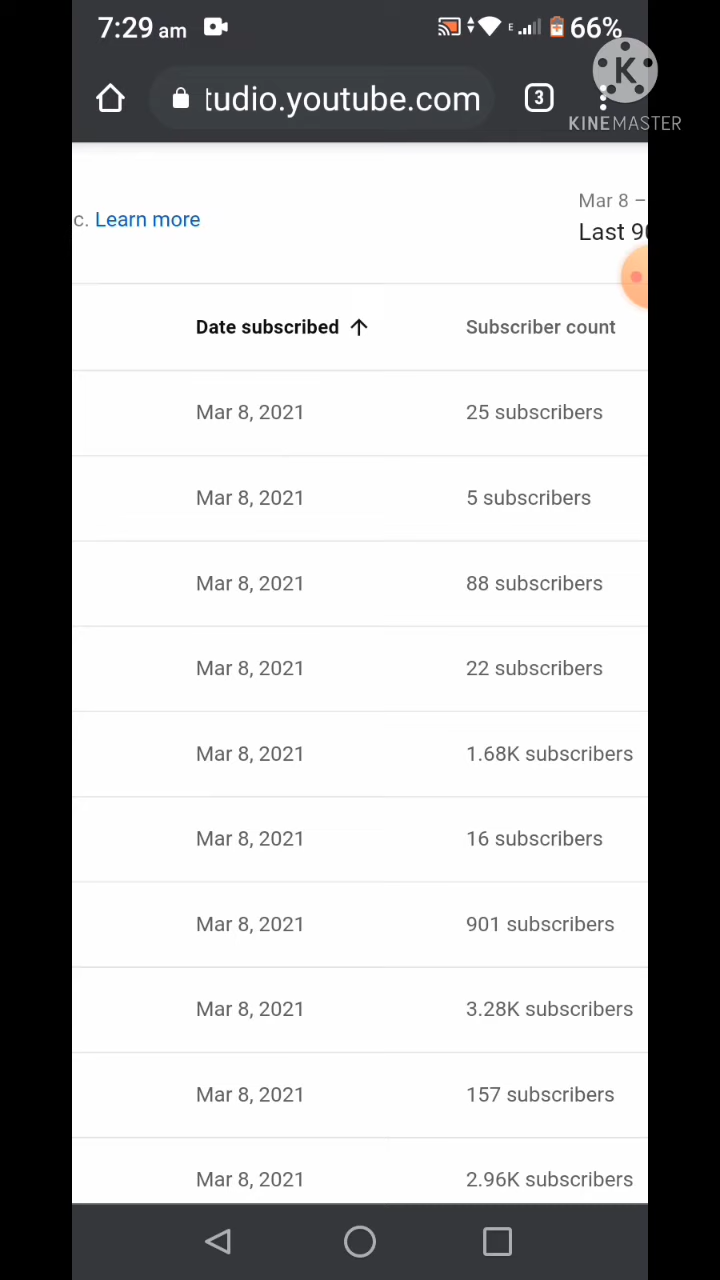 7:29 am
E
66%
tudio.youtube.com
3
K
KINEMASTER
Mar 8 –
c. Learn more
Last 90
Date subscribed ↑ Subscriber count
Mar 8, 2021 25 subscribers
Mar 8, 2021 5 subscribers
Mar 8, 2021 88 subscribers
Mar 8, 2021 22 subscribers
Mar 8, 2021 1.68K subscribers
Mar 8, 2021 16 subscribers
Mar 8, 2021 901 subscribers
Mar 8, 2021 3.28K subscribers
Mar 8, 2021 157 subscribers
Mar 8, 2021 2.96K subscribers